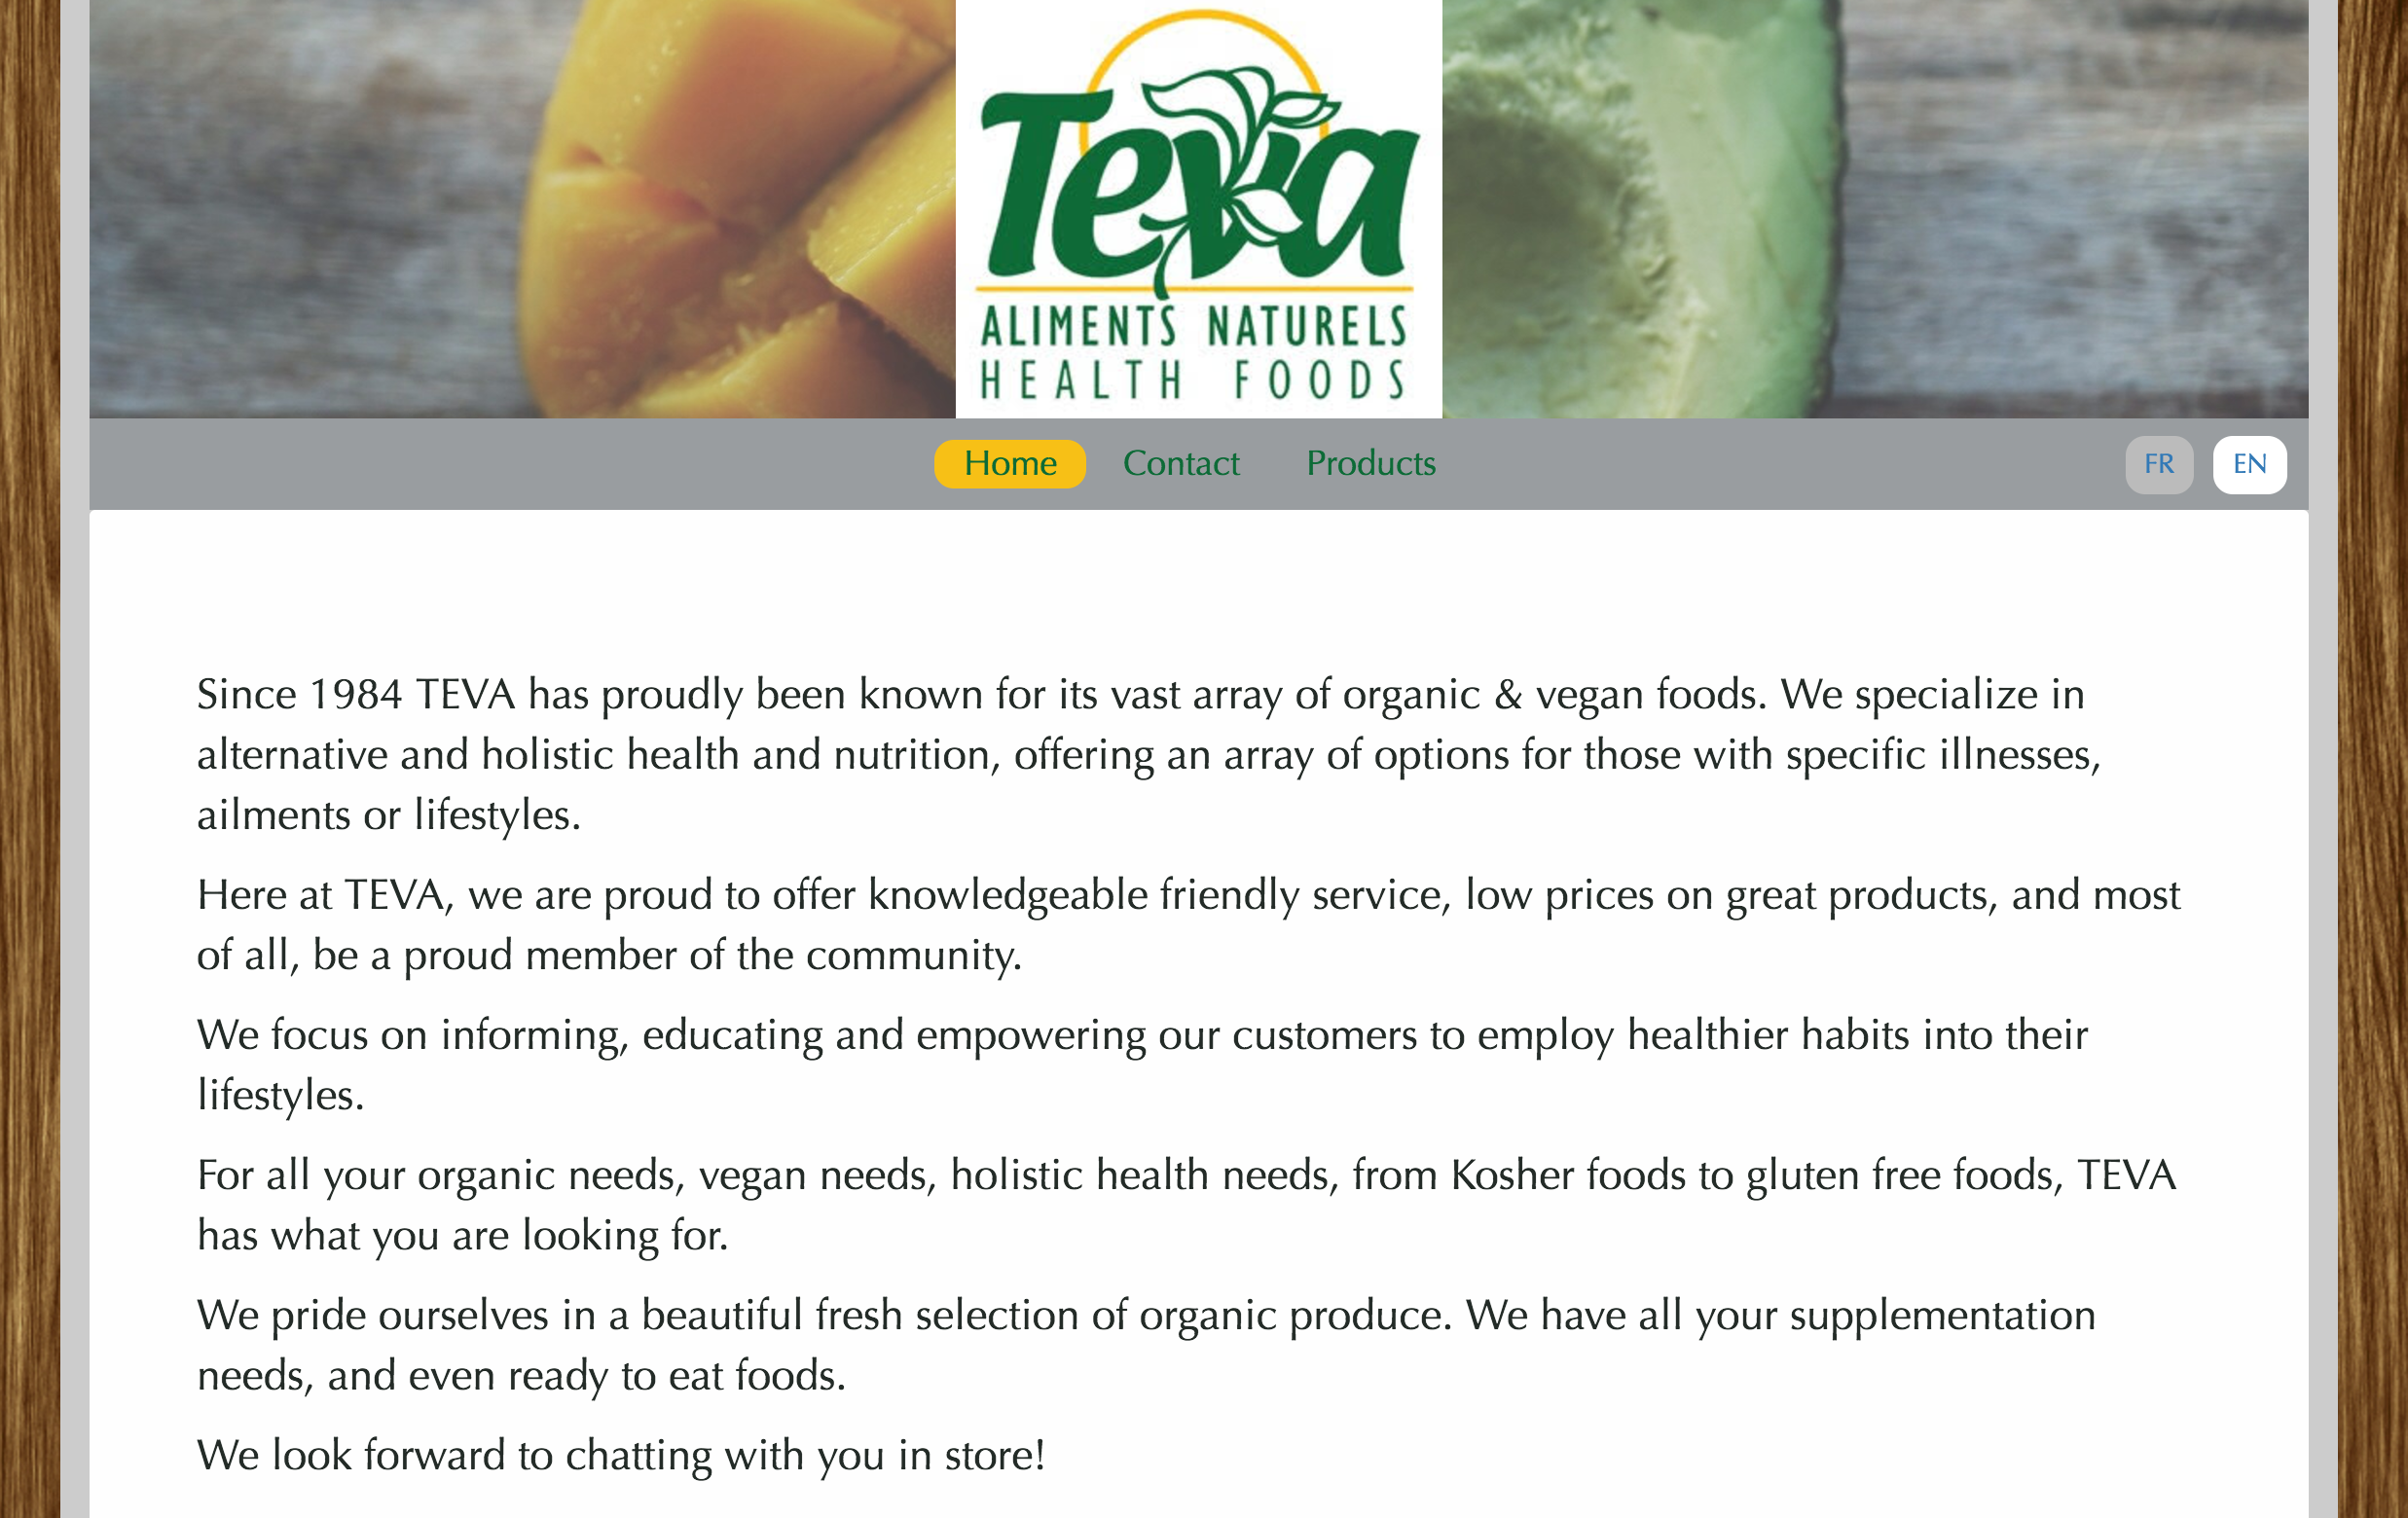 Teva
ALIMENTS NATURELS
HEALTH FOODS
Home Contact Products FR EN
Since 1984 TEVA has proudly been known for its vast array of organic & vegan foods. We specialize in
alternative and holistic health and nutrition, offering an array of options for those with specific illnesses,
ailments or lifestyles.
Here at TEVA, we are proud to offer knowledgeable friendly service, low prices on great products, and most
of all, be a proud member of the community.
We focus on informing, educating and empowering our customers to employ healthier habits into their
lifestyles.
For all your organic needs, vegan needs, holistic health needs, from Kosher foods to gluten free foods, TEVA
has what you are looking for.
We pride ourselves in a beautiful fresh selection of organic produce. We have all your supplementation
needs, and even ready to eat foods.
We look forward to chatting with you in store!